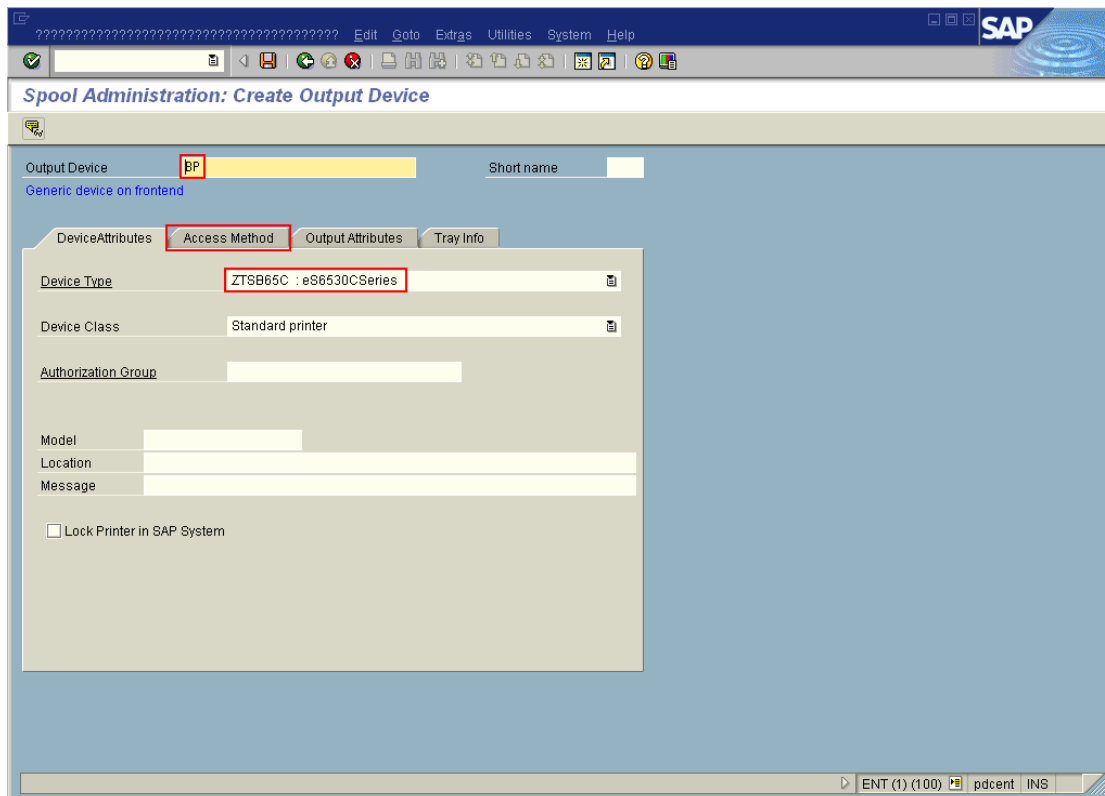 ????????????????????????????????????????  Edit  Goto  Extras  Utilities  System  Help
SAP
Spool Administration: Create Output Device
Output Device  BP  Short name
Generic device on frontend
DeviceAttributes  Access Method  Output Attributes  Tray Info
Device Type  ZTSB65C : eS6530CSeries
Device Class  Standard printer
Authorization Group
Model
Location
Message
Lock Printer in SAP System
ENT (1) (100)  pdcent  INS